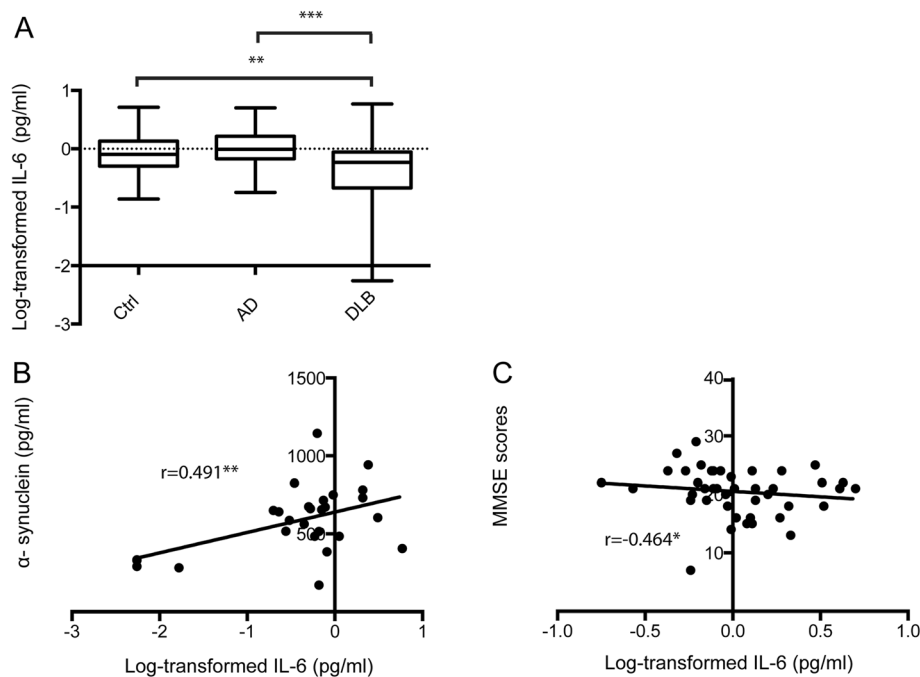 A
***
**
Log-transformed IL-6 (pg/ml)
1
0
-1
-2
-3
Ctrl
AD
DLB
B
α- synuclein (pg/ml)
1500
1000
500
r=0.491**
-3
-2
-1
0
1
Log-transformed IL-6 (pg/ml)
C
MMSE scores
40
30
20
10
r=-0.464*
-1.0
-0.5
0.0
0.5
1.0
Log-transformed IL-6 (pg/ml)